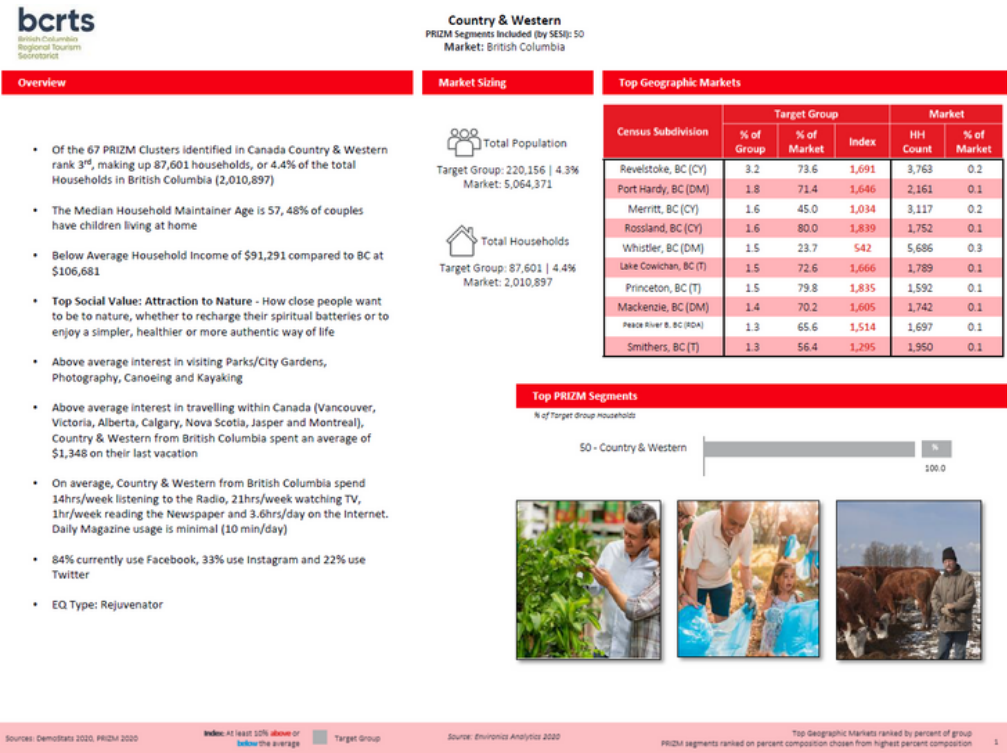 bcrts
British Columbia
Regional Tourism
Secretariat
Country & Western
PRIZM Segments Included (by SESI): 50
Market: British Columbia
Overview
• Of the 67 PRIZM Clusters identified in Canada Country & Western
rank 3rd, making up 87,601 households, or 4.4% of the total
Households in British Columbia (2,010,897)
• The Median Household Maintainer Age is 57, 48% of couples
have children living at home
• Below Average Household Income of $91,291 compared to BC at
$106,681
• Top Social Value: Attraction to Nature - How close people want
to be to nature, whether to recharge their spiritual batteries or to
enjoy a simpler, healthier or more authentic way of life
• Above average interest in visiting Parks/City Gardens,
Photography, Canoeing and Kayaking
• Above average interest in travelling within Canada (Vancouver,
Victoria, Alberta, Calgary, Nova Scotia, Jasper and Montreal),
Country & Western from British Columbia spent an average of
$1,348 on their last vacation
• On average, Country & Western from British Columbia spend
14hrs/week listening to the Radio, 21hrs/week watching TV,
1hr/week reading the Newspaper and 3.6hrs/day on the Internet.
Daily Magazine usage is minimal (10 min/day)
• 84% currently use Facebook, 33% use Instagram and 22% use
Twitter
• EQ Type: Rejuvenator
Market Sizing
Total Population
Target Group: 220,156 | 4.3%
Market: 5,064,371
Total Households
Target Group: 87,601 | 4.4%
Market: 2,010,897
Top Geographic Markets
Target Group Market
Census Subdivision % of Group % of Market Index HH Count % of Market
Revelstoke, BC (CY) 3.2 73.6 1,691 3,763 0.2
Port Hardy, BC (DM) 1.8 71.4 1,646 2,161 0.1
Merritt, BC (CY) 1.6 45.0 1,034 3,117 0.2
Rossland, BC (CY) 1.6 80.0 1,839 1,752 0.1
Whistler, BC (DM) 1.5 23.7 542 5,686 0.3
Lake Cowichan, BC (T) 1.5 72.6 1,666 1,789 0.1
Princeton, BC (T) 1.5 79.8 1,835 1,592 0.1
Mackenzie, BC (DM) 1.4 70.2 1,605 1,742 0.1
Peace River B, BC (RDA) 1.3 65.6 1,514 1,697 0.1
Smithers, BC (T) 1.3 56.4 1,295 1,950 0.1
Top PRIZM Segments
% of Target Group Households
50 - Country & Western
%
100.0
Sources: DemoStats 2020, PRIZM 2020
Index: At least 10% above or
below the average
Target Group
Source: Environics Analytics 2020
Top Geographic Markets ranked by percent of group
PRIZM segments ranked on percent composition chosen from highest percent composition
1